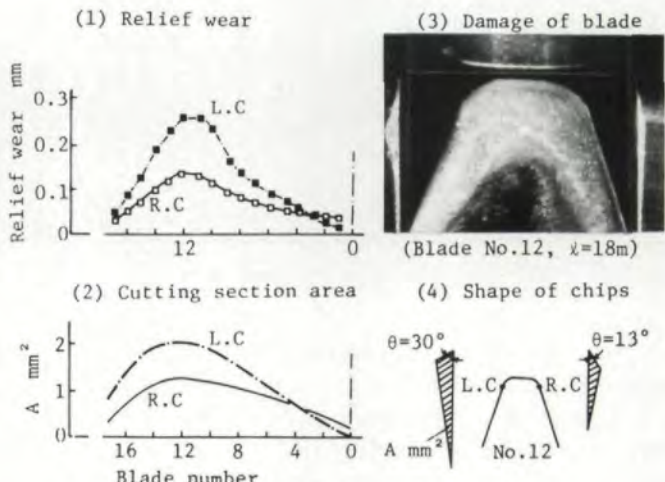 (1) Relief wear
Relief wear mm
0.3
0.2
0.1
0
L.C
R.C
12
0
(2) Cutting section area
A mm²
2
1
0
L.C
R.C
16
12
8
4
0
Blade number
(3) Damage of blade
(Blade No.12, ℓ=18m)
(4) Shape of chips
θ=30°
θ=13°
L.C
R.C
A mm²
No.12